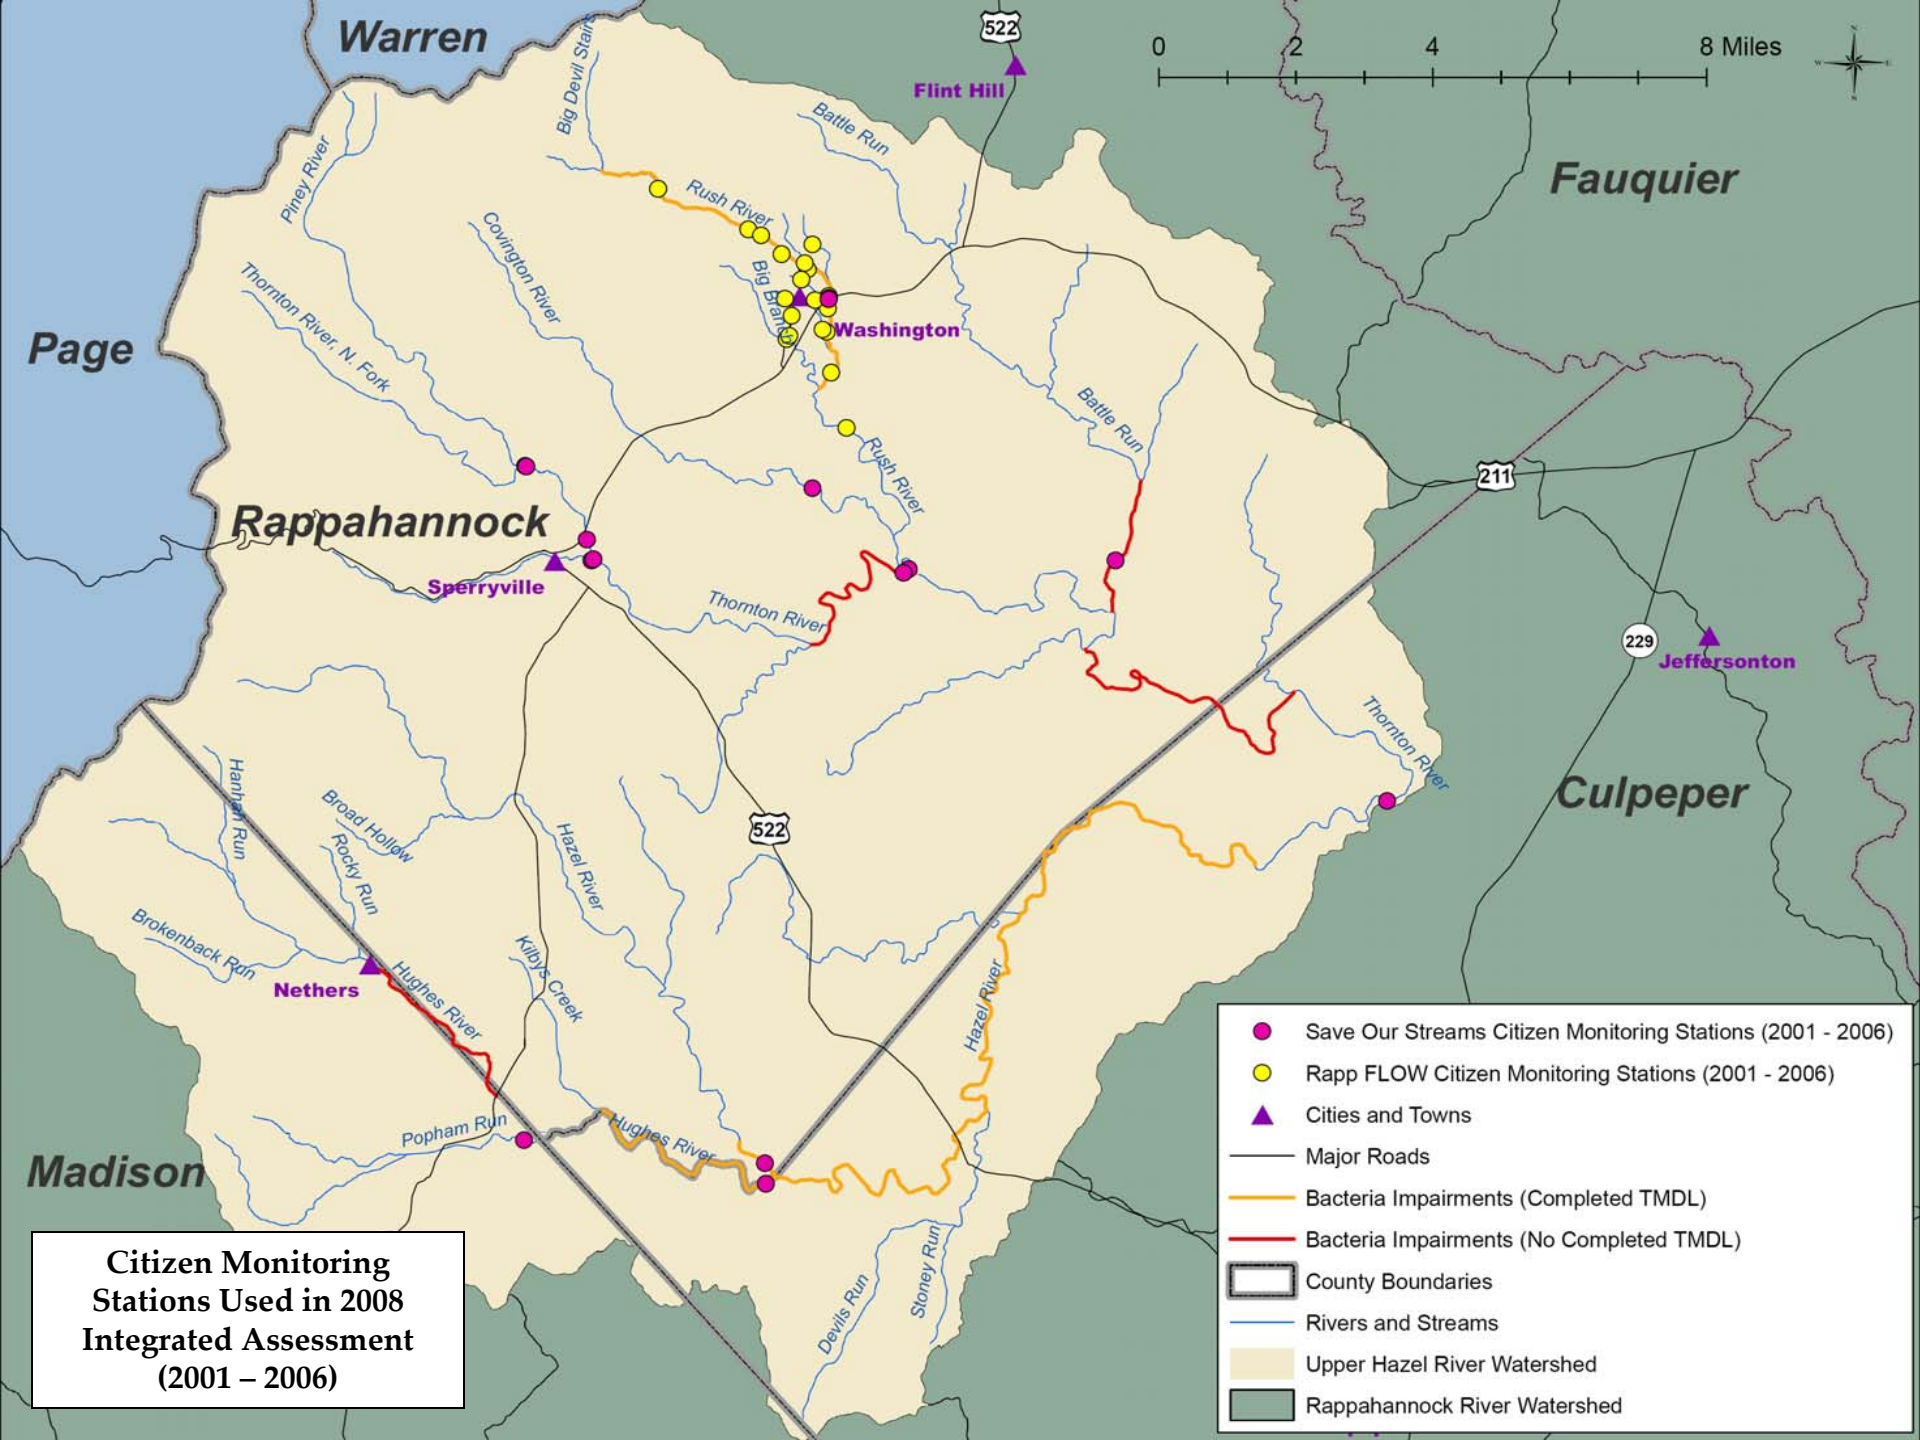 Warren
522
Flint Hill
0
2
4
8 Miles
N
W
E
N
Big Devil Stairs
Battle Run
Fauquier
Piney River
Rush River
Covington River
Thornton River, N. Fork
Big Branch
Washington
Page
Battle Run
Rush River
211
Rappahannock
Sperryville
Thornton River
229
Jeffersonton
Thornton River
Hannah Run
Broad Hollow
Rocky Run
Hazel River
522
Culpeper
Brokenback Run
Nethers
Hughes River
Kilbys Creek
Hazel River
Popham Run
Hughes River
Madison
Devils Run
Stoney Run
Citizen Monitoring
Stations Used in 2008
Integrated Assessment
(2001 – 2006)
Save Our Streams Citizen Monitoring Stations (2001 - 2006)
Rapp FLOW Citizen Monitoring Stations (2001 - 2006)
Cities and Towns
Major Roads
Bacteria Impairments (Completed TMDL)
Bacteria Impairments (No Completed TMDL)
County Boundaries
Rivers and Streams
Upper Hazel River Watershed
Rappahannock River Watershed